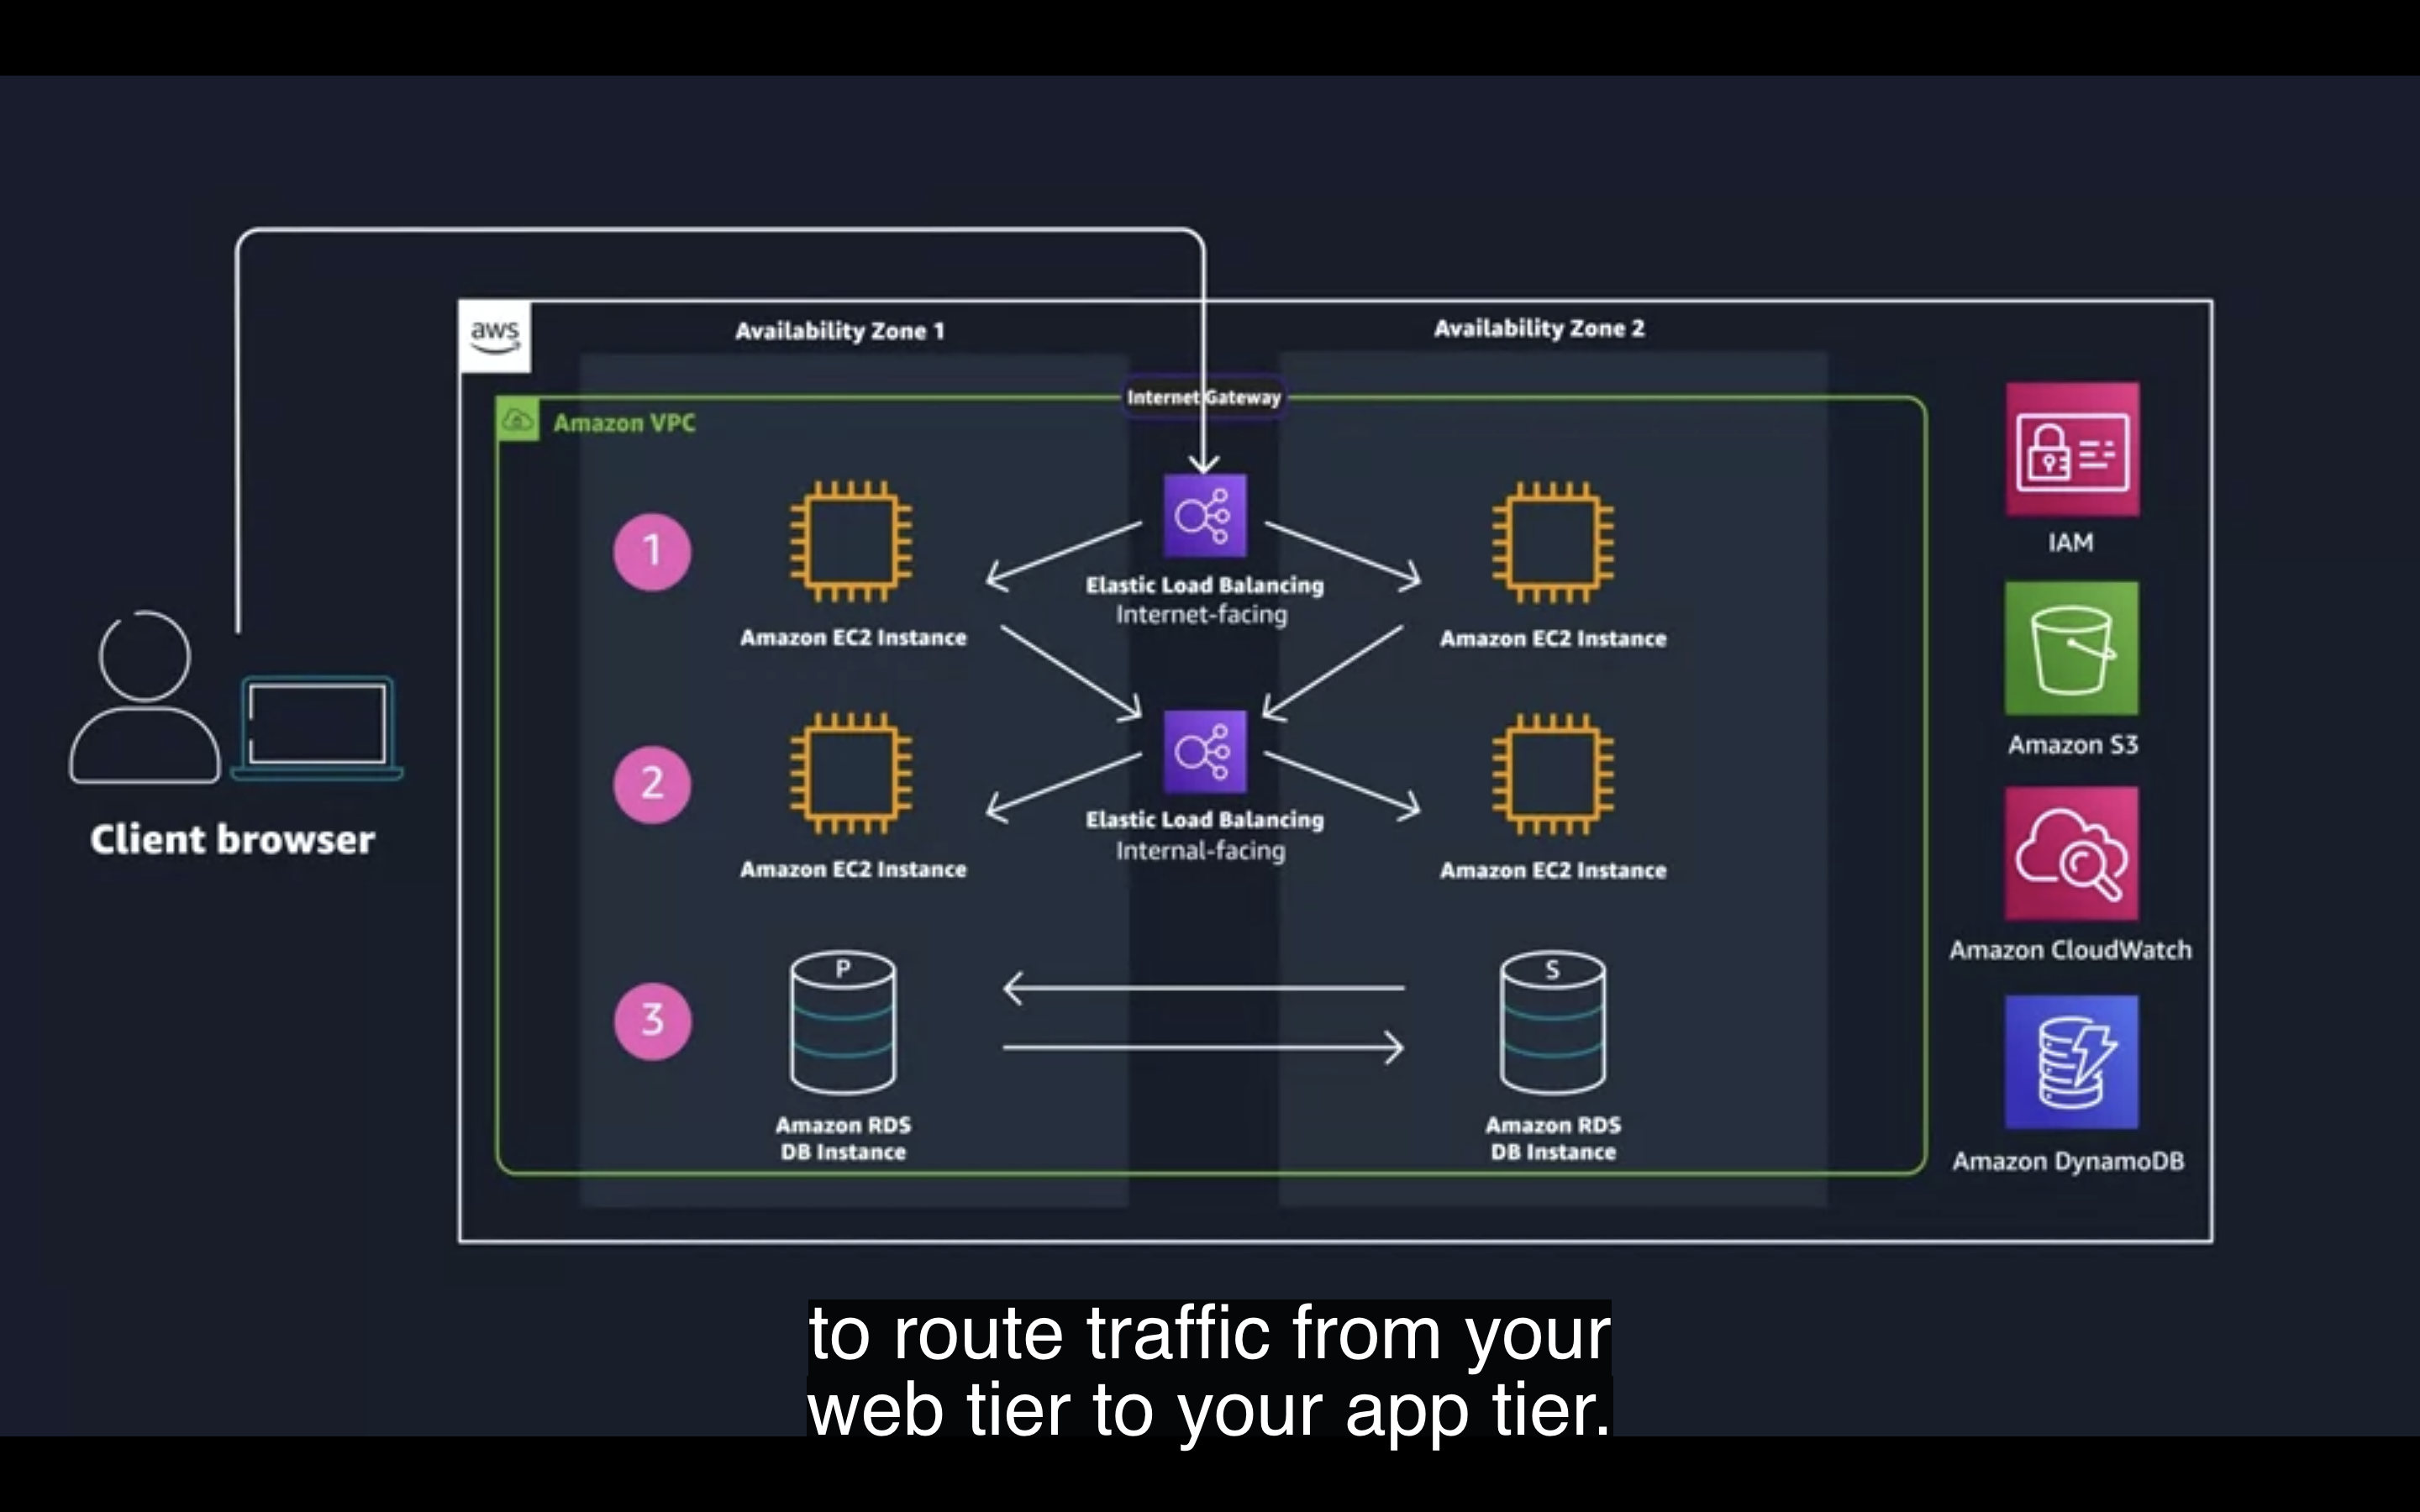 aws
Availability Zone 1
Availability Zone 2
Internet Gateway
Amazon VPC
1
Amazon EC2 Instance
Elastic Load Balancing
Internet-facing
Amazon EC2 Instance
2
Amazon EC2 Instance
Elastic Load Balancing
Internal-facing
Amazon EC2 Instance
3
P
Amazon RDS
DB Instance
S
Amazon RDS
DB Instance
IAM
Amazon S3
Amazon CloudWatch
Amazon DynamoDB
Client browser
to route traffic from your
web tier to your app tier.